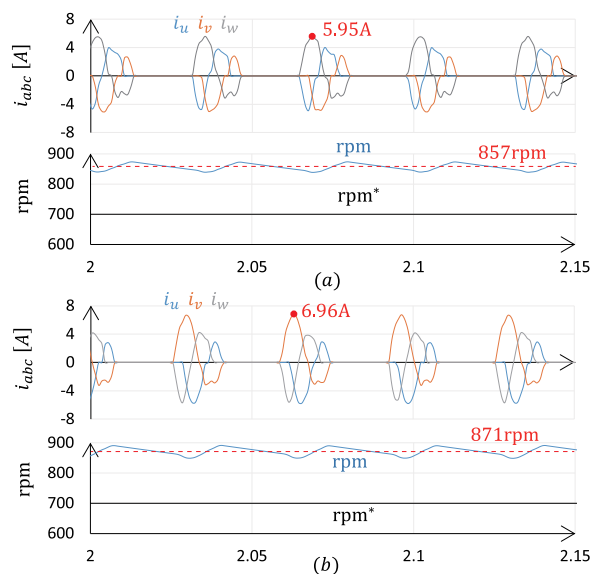 i_u i_v i_w
5.95A
8
4
0
-4
-8
i_abc [A]
rpm
857rpm
900
800
700
600
rpm
rpm*
2
2.05
2.1
2.15
(a)
i_u i_v i_w
6.96A
8
4
0
-4
-8
i_abc [A]
871rpm
900
800
700
600
rpm
rpm
rpm*
2
2.05
2.1
2.15
(b)